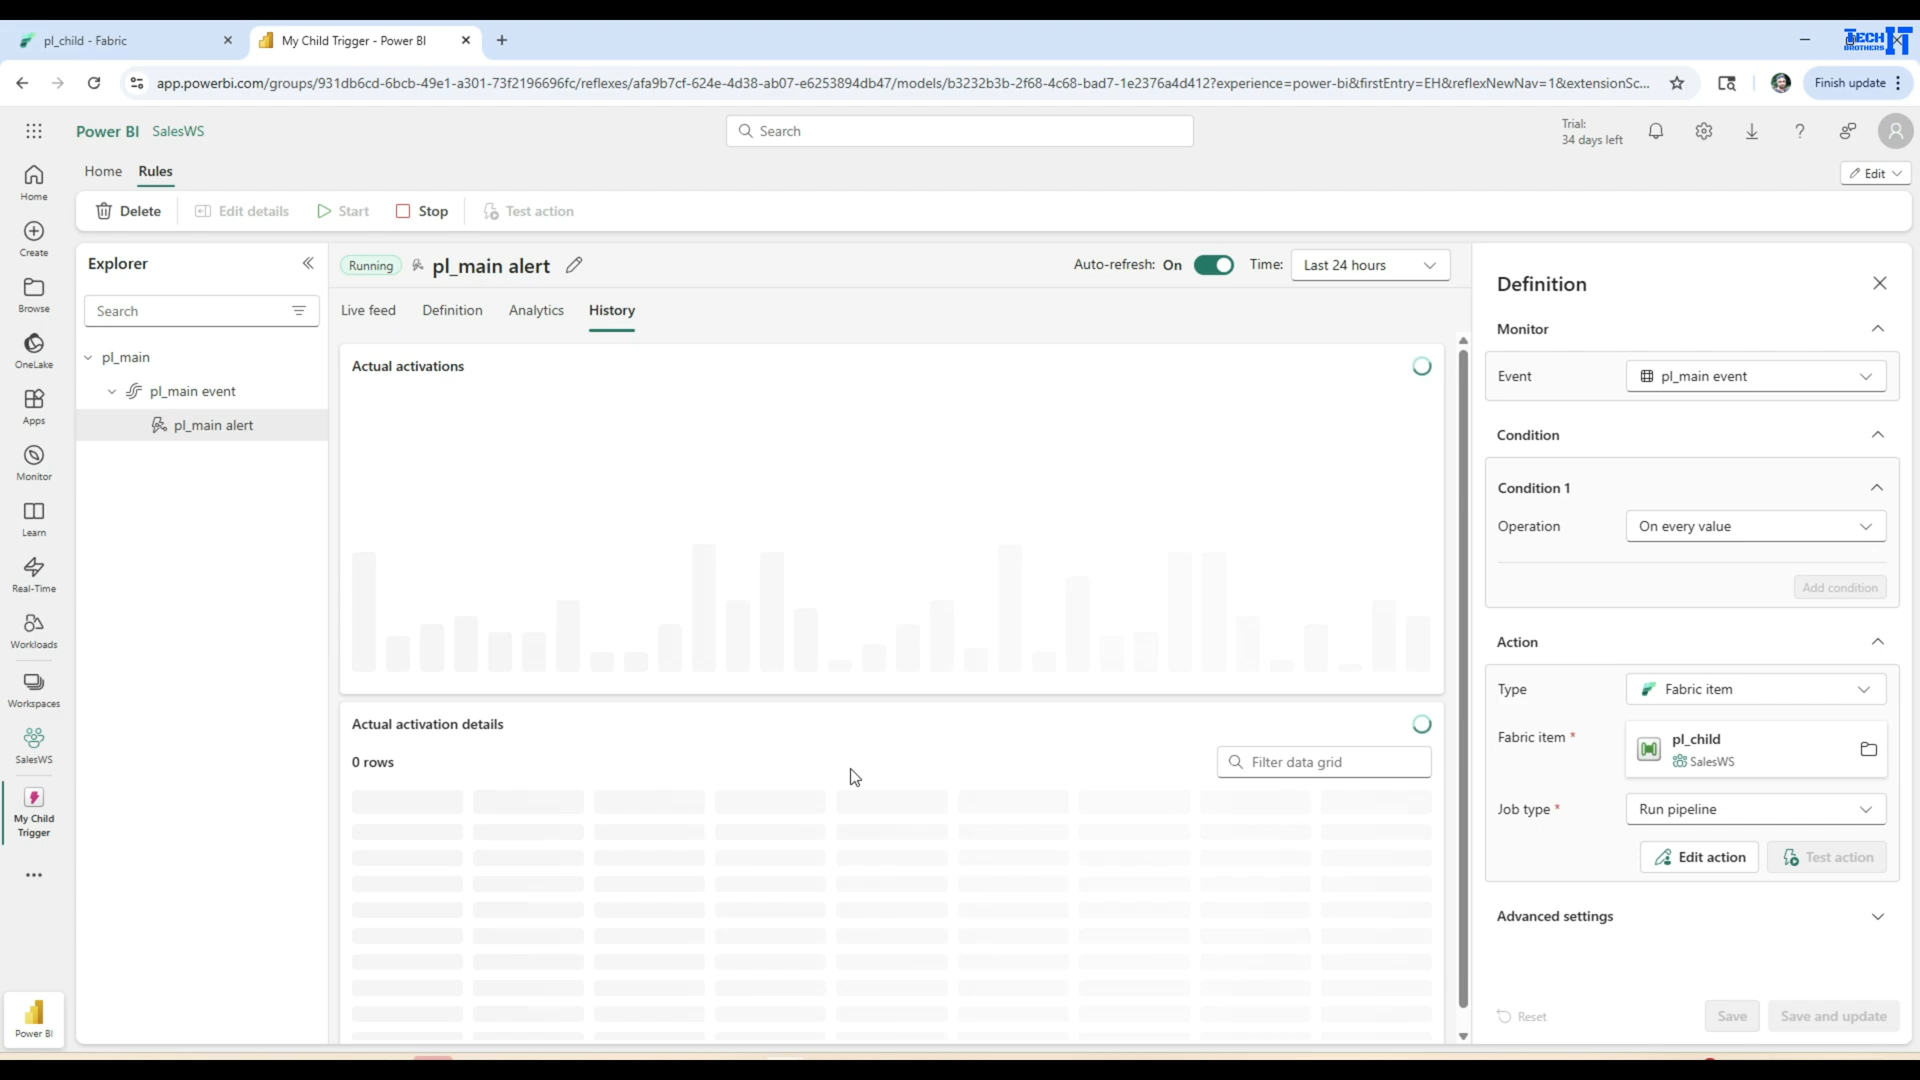 pl_child - Fabric
My Child Trigger - Power BI
TECH IT
BROTHERS
app.powerbi.com/groups/931db6cd-6bcb-49e1-a301-73f2196696fc/reflexes/afa9b7cf-624e-4d38-ab07-e6253894db47/models/b3232b3b-2f68-4c68-bad7-1e2376a4d412?experience=power-bi&firstEntry=EH&reflexNewNav=1&extensionSc...
Finish update
Power BI SalesWS
Search
Trial:
34 days left
Home Rules
Edit
Delete Edit details Start Stop Test action
Home
Create
Browse
OneLake
Apps
Monitor
Learn
Real-Time
Workloads
Workspaces
SalesWS
My Child
Trigger
Power BI
Explorer
Search
pl_main
pl_main event
pl_main alert
Running pl_main alert
Auto-refresh: On Time: Last 24 hours
Live feed Definition Analytics History
Actual activations
Actual activation details
0 rows
Filter data grid
Definition
Monitor
Event pl_main event
Condition
Condition 1
Operation On every value
Add condition
Action
Type Fabric item
Fabric item * pl_child
SalesWS
Job type * Run pipeline
Edit action Test action
Advanced settings
Reset Save Save and update